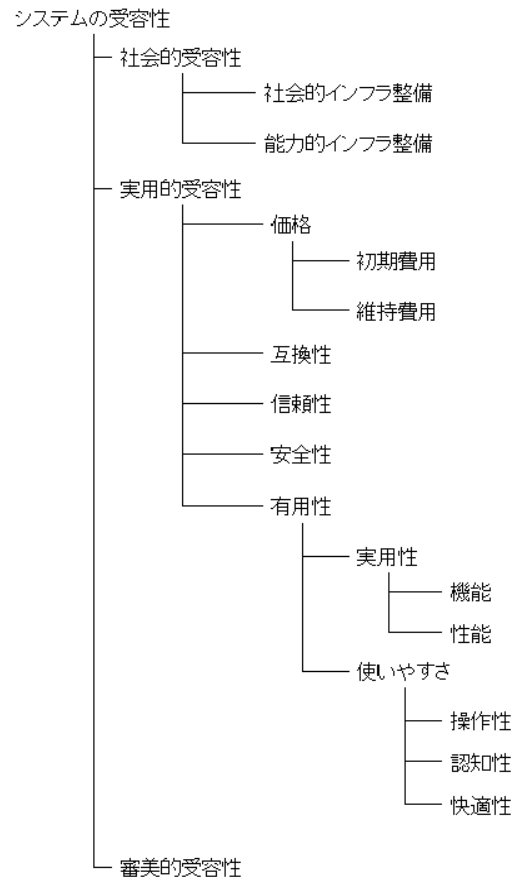 システムの受容性
社会的受容性
社会的インフラ整備
能力的インフラ整備
実用的受容性
価格
初期費用
維持費用
互換性
信頼性
安全性
有用性
実用性
機能
性能
使いやすさ
操作性
認知性
快適性
審美的受容性